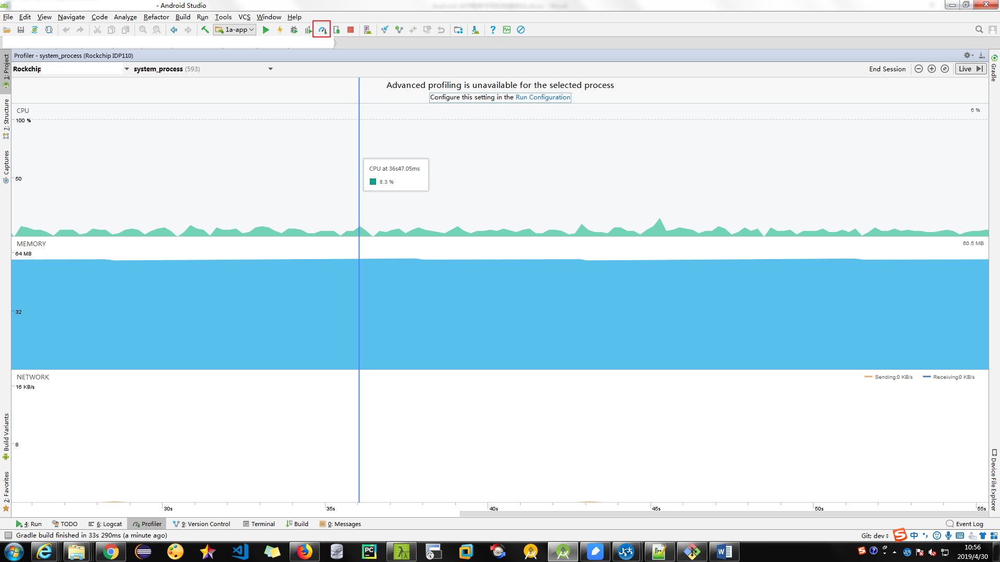 - Android Studio
File Edit View Navigate Code Analyze Refactor Build Run Tools VCS Window Help
1a-app
Profiler - system_process (Rockchip IDP110)
Rockchip system_process (593) End Session Live
Advanced profiling is unavailable for the selected process
Configure this setting in the Run Configuration
CPU 6 %
100 %
CPU at 36s47.05ms
50
8.3 %
MEMORY 60.5 MB
64 MB
32
NETWORK Sending:0 KB/s Receiving:0 KB/s
16 KB/s
8
30s 35s 40s 45s 50s 55s
1: Project
7: Structure
Captures
Build Variants
2: Favorites
Gradle
Device File Explorer
4: Run TODO 6: Logcat Profiler 9: Version Control Terminal Build 0: Messages Event Log
Gradle build finished in 33s 290ms (a minute ago) Git: dev 中
10:56
2019/4/30